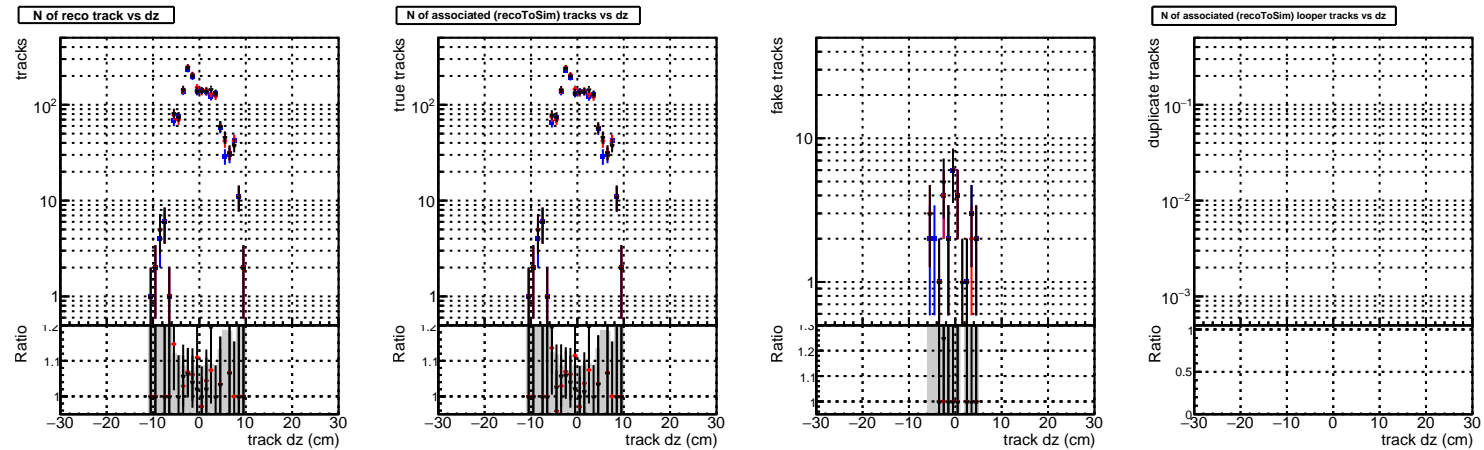 N of reco track vs dz
tracks
10²
10
1
Ratio
1.2
1.1
1
−30 −20 −10 0 10 20 30
track dz (cm)
N of associated (recoToSim) tracks vs dz
true tracks
10²
10
1
Ratio
1.2
1.1
1
−30 −20 −10 0 10 20 30
track dz (cm)
fake tracks
10
1
Ratio
1.3
1.2
1.1
1
−30 −20 −10 0 10 20 30
track dz (cm)
N of associated (recoToSim) looper tracks vs dz
duplicate tracks
10⁻¹
10⁻²
10⁻³
Ratio
1
0.5
0
−30 −20 −10 0 10 20 30
track dz (cm)